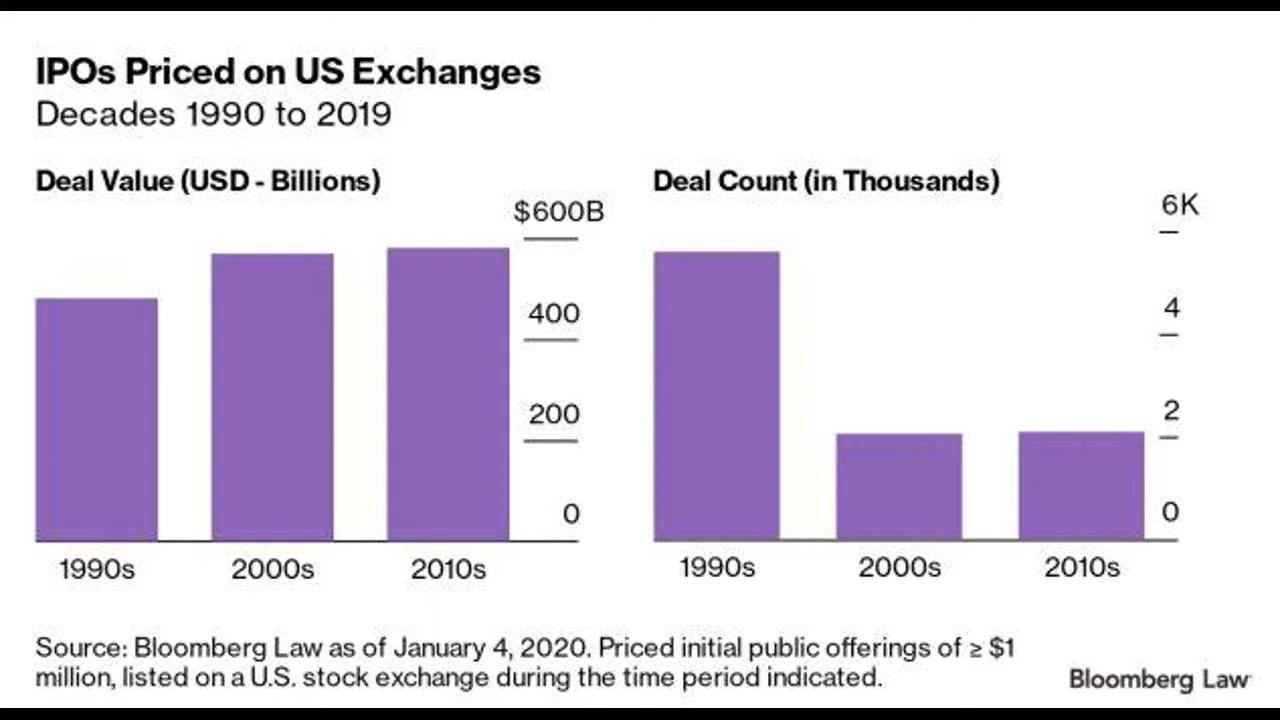 IPOs Priced on US Exchanges
Decades 1990 to 2019
Deal Value (USD - Billions)
$600B
400
200
0
1990s 2000s 2010s
Deal Count (in Thousands)
6K
4
2
0
1990s 2000s 2010s
Source: Bloomberg Law as of January 4, 2020. Priced initial public offerings of ≥ $1
million, listed on a U.S. stock exchange during the time period indicated.
Bloomberg Law